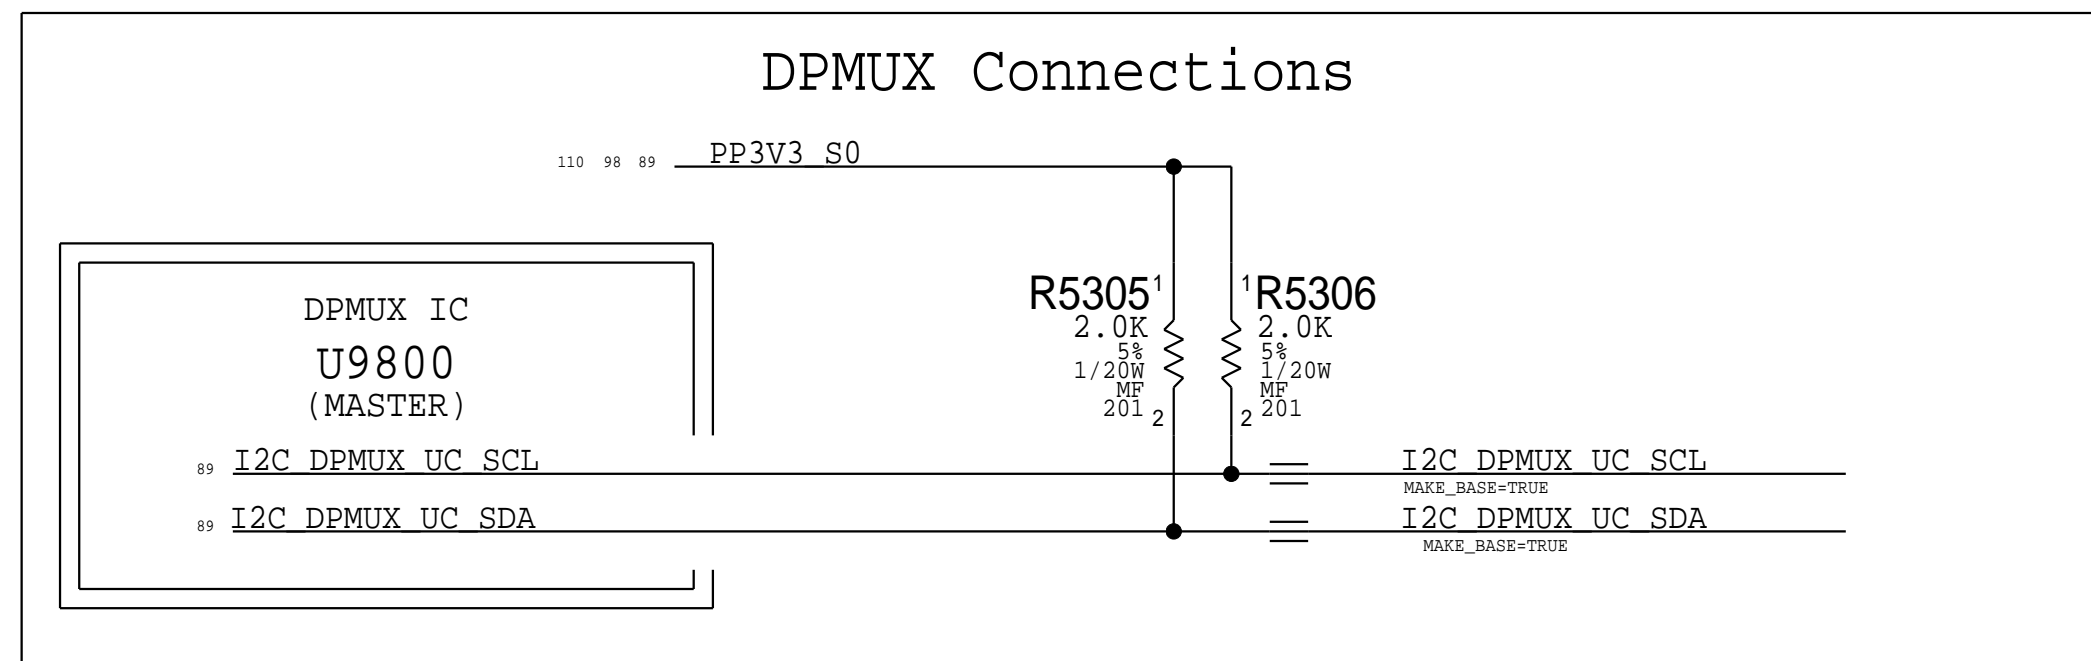 DPMUX Connections
110 98 89 PP3V3_S0
DPMUX IC
U9800
(MASTER)
R5305 1
2.0K
5%
1/20W
MF
201
2
1 R5306
2.0K
5%
1/20W
MF
201
2
89 I2C_DPMUX_UC_SCL
I2C_DPMUX_UC_SCL
MAKE_BASE=TRUE
89 I2C_DPMUX_UC_SDA
I2C_DPMUX_UC_SDA
MAKE_BASE=TRUE